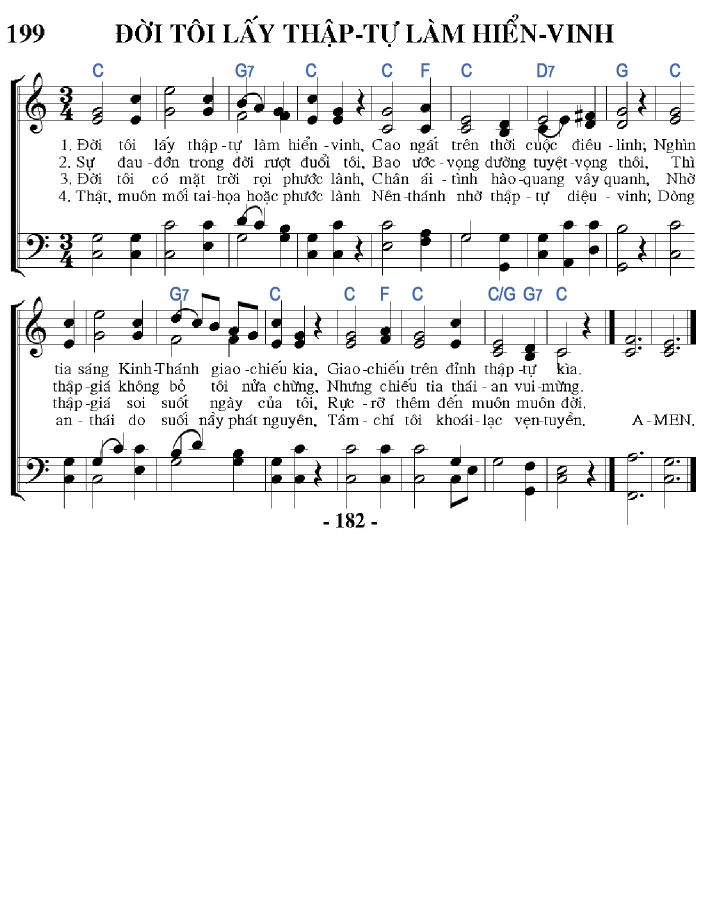 199 ĐỜI TÔI LẤY THẬP-TỰ LÀM HIỂN-VINH
C G7 C C F C D7 G C
1. Đời tôi lấy thập-tự làm hiển-vinh, Cao ngất trên thời cuộc điêu-linh; Nghìn
2. Sự đau-đớn trong đời rượt đuổi tôi, Bao ước-vọng dường tuyệt-vọng thôi, Thì
3. Đời tôi có mặt trời rọi phước lành, Chân ái-tình hào-quang vây quanh, Nhờ
4. Thật, muôn mối tai-họa hoặc phước lành Nên-thánh nhờ thập-tự diệu-vinh; Dòng
G7 C C F C C/G G7 C
tia sáng Kinh-Thánh giao-chiếu kia, Giao-chiếu trên đỉnh thập-tự kìa.
thập-giá không bỏ tôi nửa chừng, Nhưng chiếu tia thái-an vui-mừng.
thập-giá soi suốt ngày của tôi, Rực-rỡ thêm đến muôn muôn đời.
an-thái do suối nầy phát nguyên, Tâm-chí tôi khoái-lạc vẹn-tuyền. A-MEN.
- 182 -